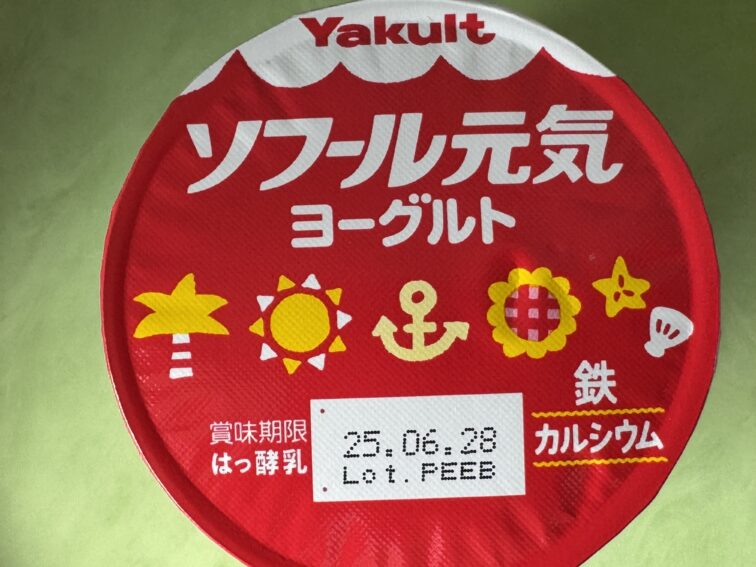 Yakult
ソフール元気
ヨーグルト
鉄
カルシウム
賞味期限
はっ酵乳
25.06.28
Lot.PEEB